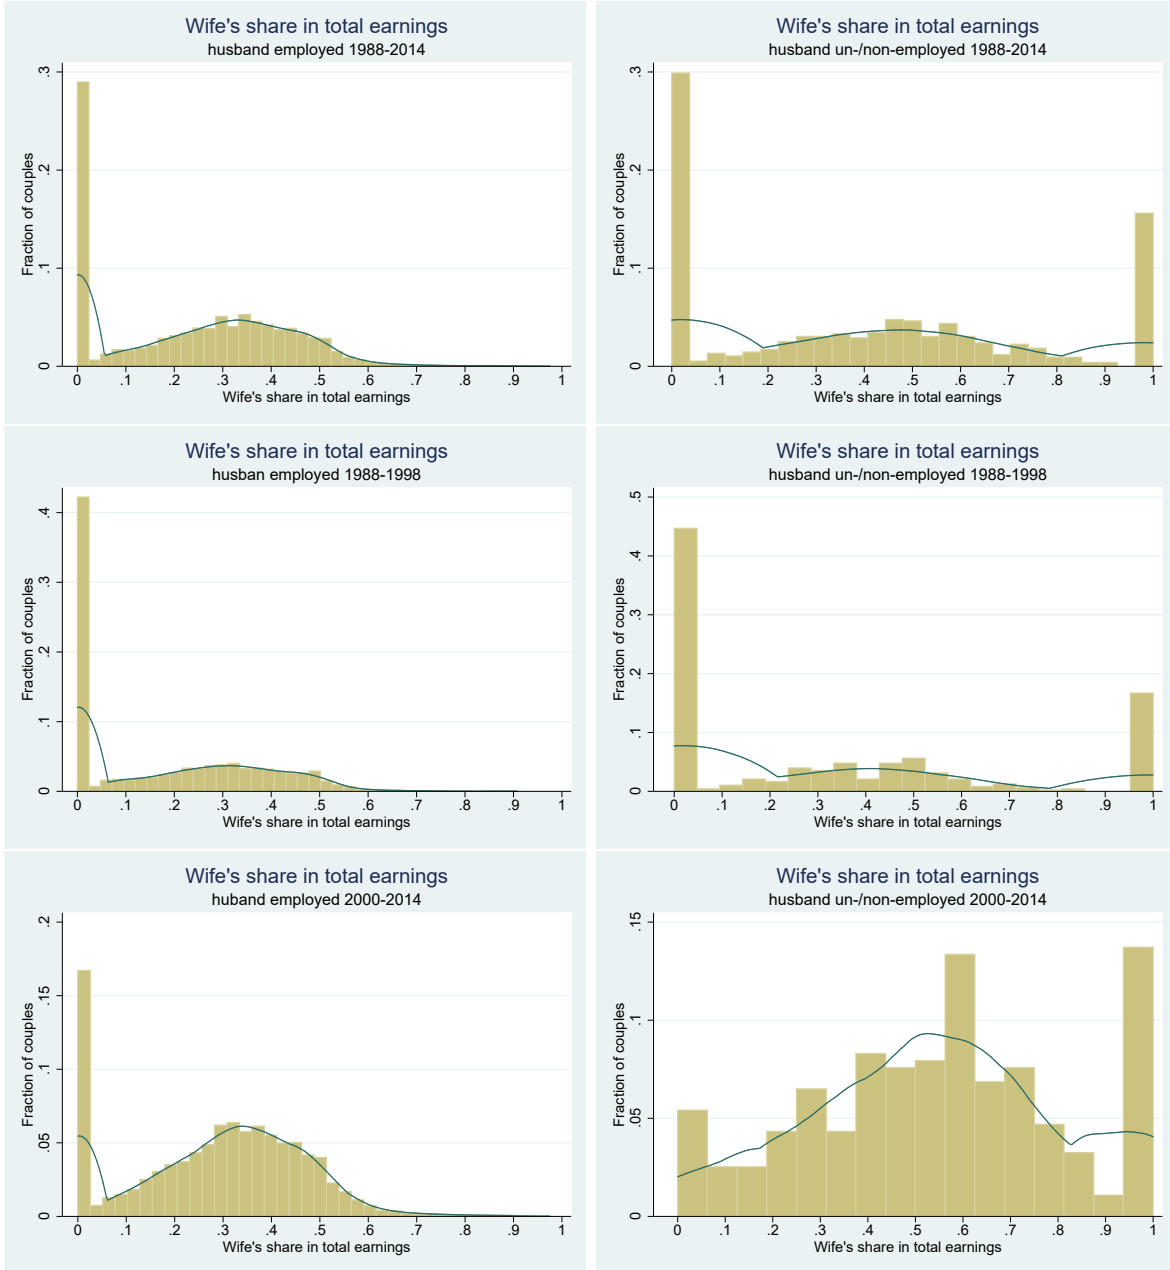 Wife's share in total earnings
husband employed 1988-2014
Fraction of couples
0 .1 .2 .3
0 .1 .2 .3 .4 .5 .6 .7 .8 .9 1
Wife's share in total earnings
Wife's share in total earnings
husband un-/non-employed 1988-2014
Fraction of couples
0 .1 .2 .3
0 .1 .2 .3 .4 .5 .6 .7 .8 .9 1
Wife's share in total earnings
Wife's share in total earnings
husban employed 1988-1998
Fraction of couples
0 .1 .2 .3 .4
0 .1 .2 .3 .4 .5 .6 .7 .8 .9 1
Wife's share in total earnings
Wife's share in total earnings
husband un-/non-employed 1988-1998
Fraction of couples
0 .1 .2 .3 .4 .5
0 .1 .2 .3 .4 .5 .6 .7 .8 .9 1
Wife's share in total earnings
Wife's share in total earnings
huband employed 2000-2014
Fraction of couples
0 .05 .1 .15 .2
0 .1 .2 .3 .4 .5 .6 .7 .8 .9 1
Wife's share in total earnings
Wife's share in total earnings
husband un-/non-employed 2000-2014
Fraction of couples
0 .05 .1 .15
0 .1 .2 .3 .4 .5 .6 .7 .8 .9 1
Wife's share in total earnings